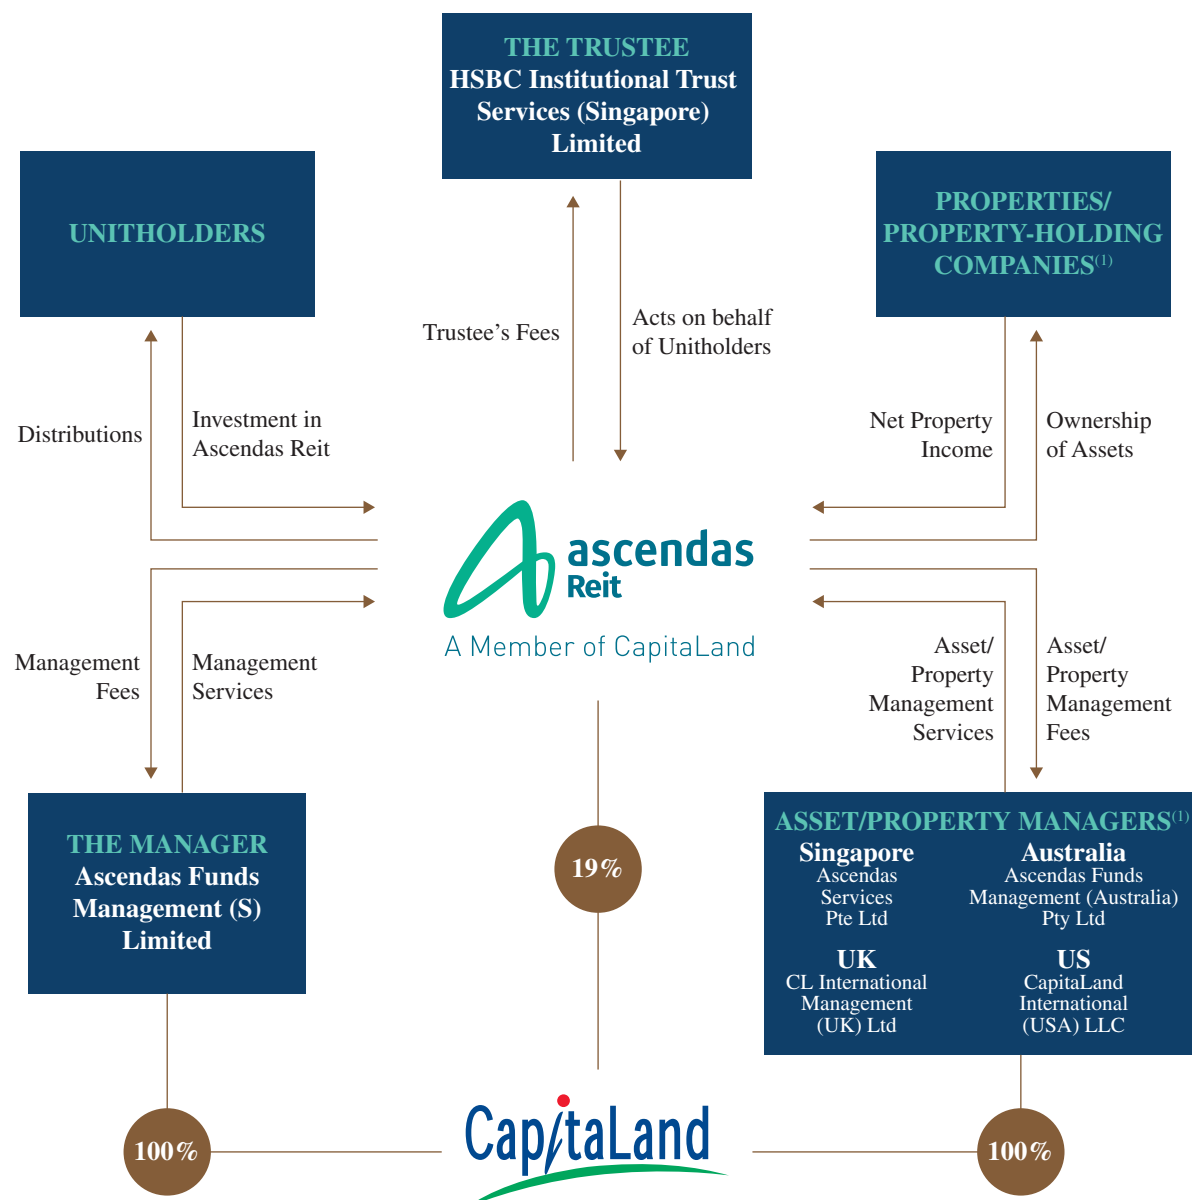 THE TRUSTEE
HSBC Institutional Trust
Services (Singapore)
Limited
UNITHOLDERS
PROPERTIES/
PROPERTY-HOLDING
COMPANIES(1)
Trustee’s Fees
Acts on behalf
of Unitholders
Distributions
Investment in
Ascendas Reit
Net Property
Income
Ownership
of Assets
ascendas
Reit
A Member of CapitaLand
Management
Fees
Management
Services
Asset/
Property
Management
Services
Asset/
Property
Management
Fees
THE MANAGER
Ascendas Funds
Management (S)
Limited
19%
ASSET/PROPERTY MANAGERS(1)
Singapore
Ascendas
Services
Pte Ltd
Australia
Ascendas Funds
Management (Australia)
Pty Ltd
UK
CL International
Management
(UK) Ltd
US
CapitaLand
International
(USA) LLC
100%
CapitaLand
100%